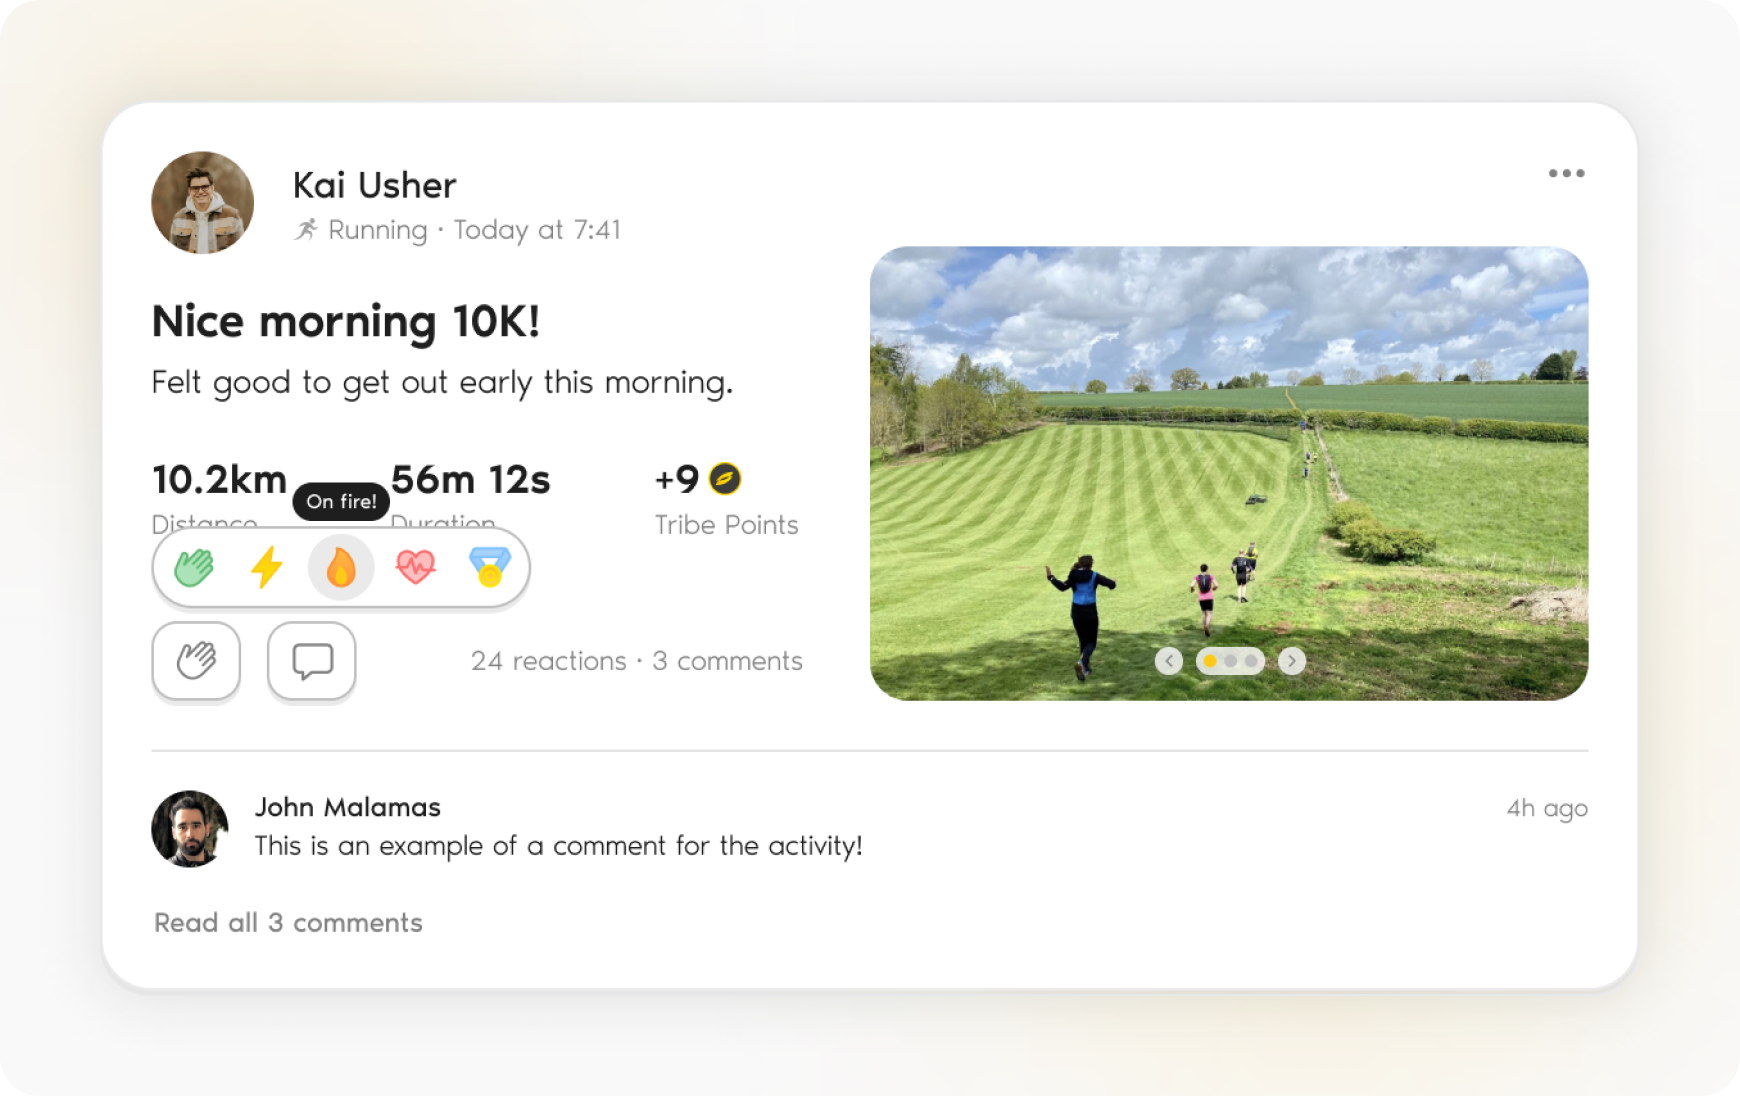 Kai Usher
Running · Today at 7:41
Nice morning 10K!
Felt good to get out early this morning.
10.2km
Distance
On fire!
56m 12s
Duration
+9
Tribe Points
24 reactions · 3 comments
John Malamas
4h ago
This is an example of a comment for the activity!
Read all 3 comments